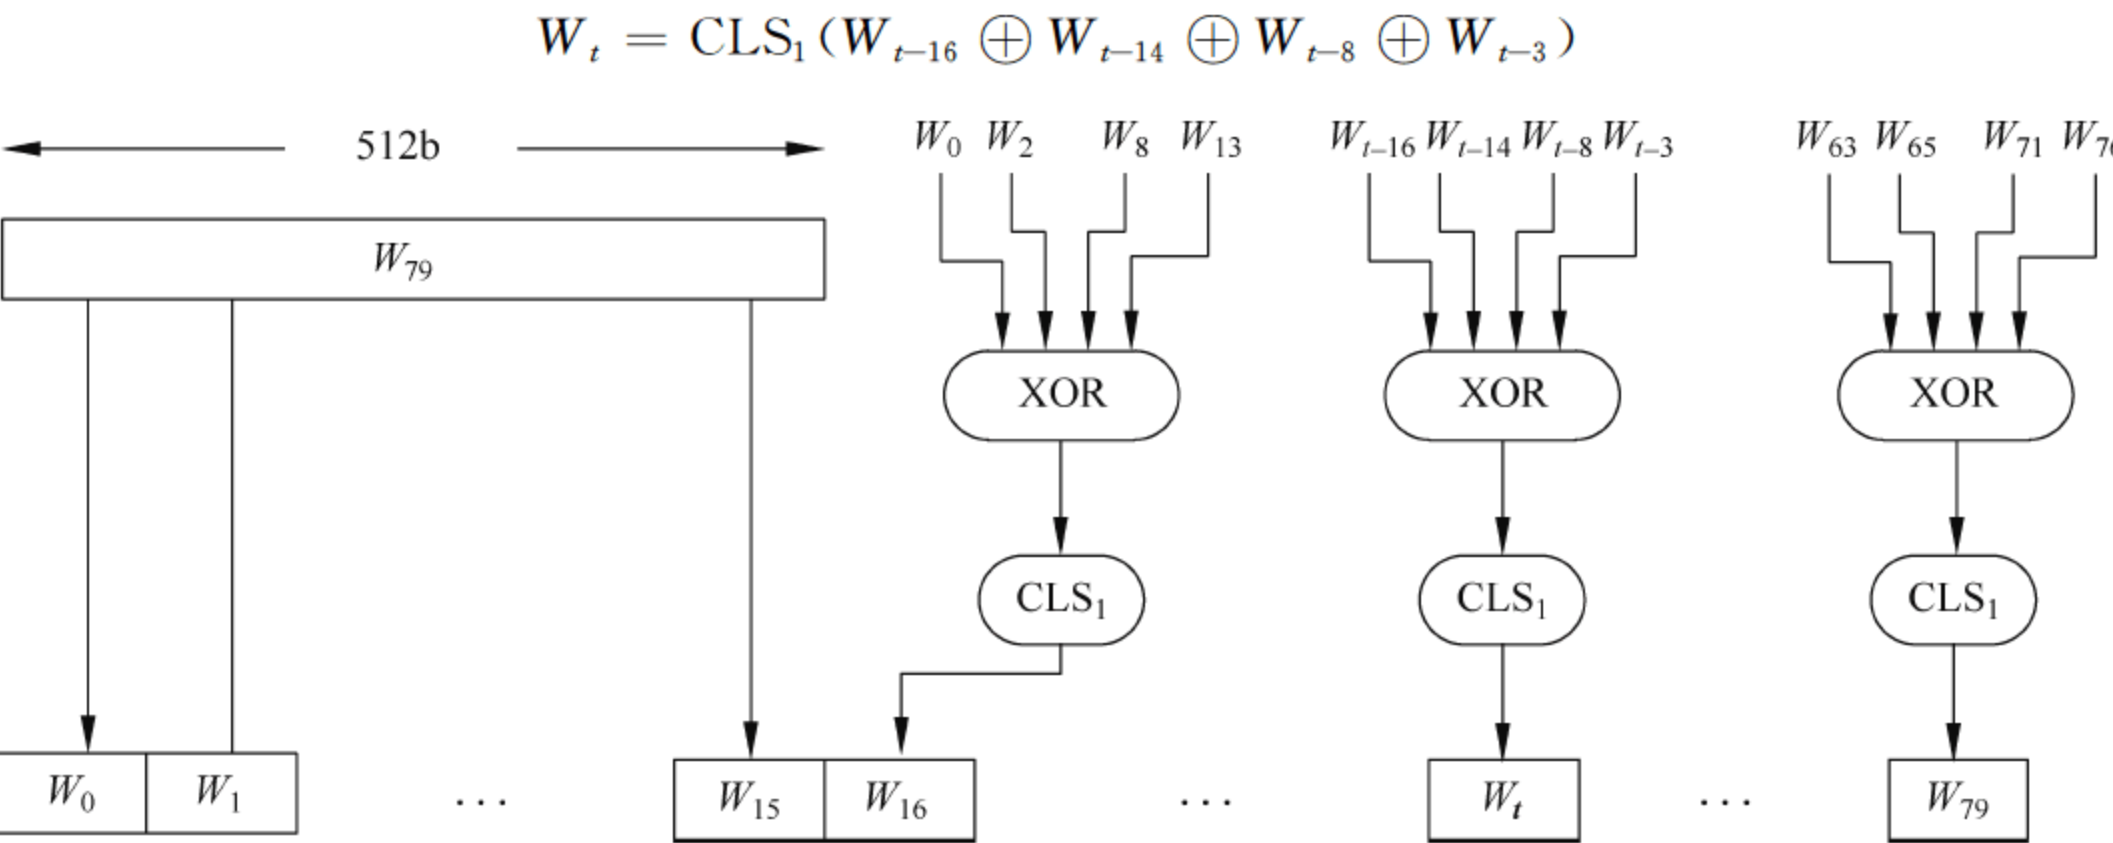 W_t = CLS_1(W_{t-16} ⊕ W_{t-14} ⊕ W_{t-8} ⊕ W_{t-3})
512b W_0 W_2 W_8 W_13 W_{t-16} W_{t-14} W_{t-8} W_{t-3} W_63 W_65 W_71
W_79
XOR XOR XOR
CLS_1 CLS_1 CLS_1
W_0 W_1 ... W_15 W_16 ... W_t ... W_79